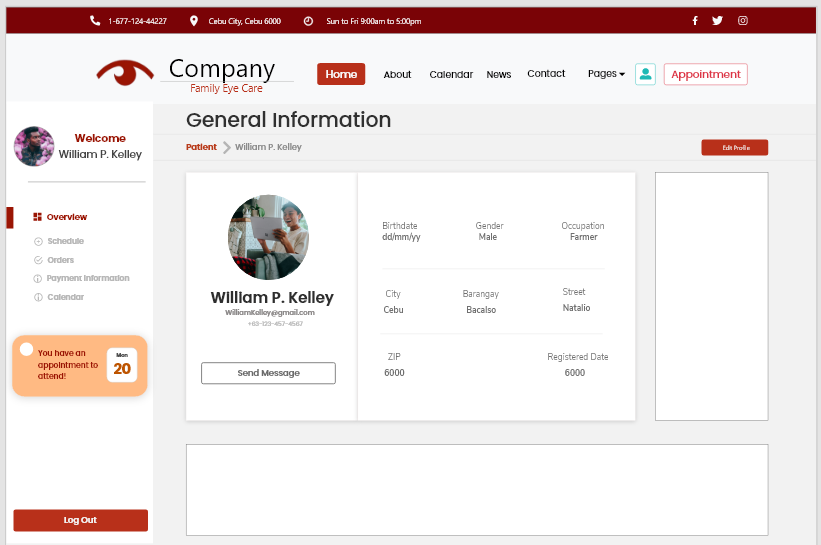 1-677-124-44227
Cebu City, Cebu 6000
Sun to Fri 9:00am to 5:00pm
Company
Family Eye Care
Home
About
Calendar
News
Contact
Pages
Appointment
Welcome
William P. Kelley
Overview
Schedule
Orders
Payment Information
Calendar
You have an
appointment to
attend!
Mon
20
Log Out
General Information
Patient
William P. Kelley
Edit Profile
William P. Kelley
WilliamKelley@gmail.com
+63-123-457-4567
Send Message
Birthdate
dd/mm/yy
Gender
Male
Occupation
Farmer
City
Cebu
Barangay
Bacalso
Street
Natalio
ZIP
6000
Registered Date
6000